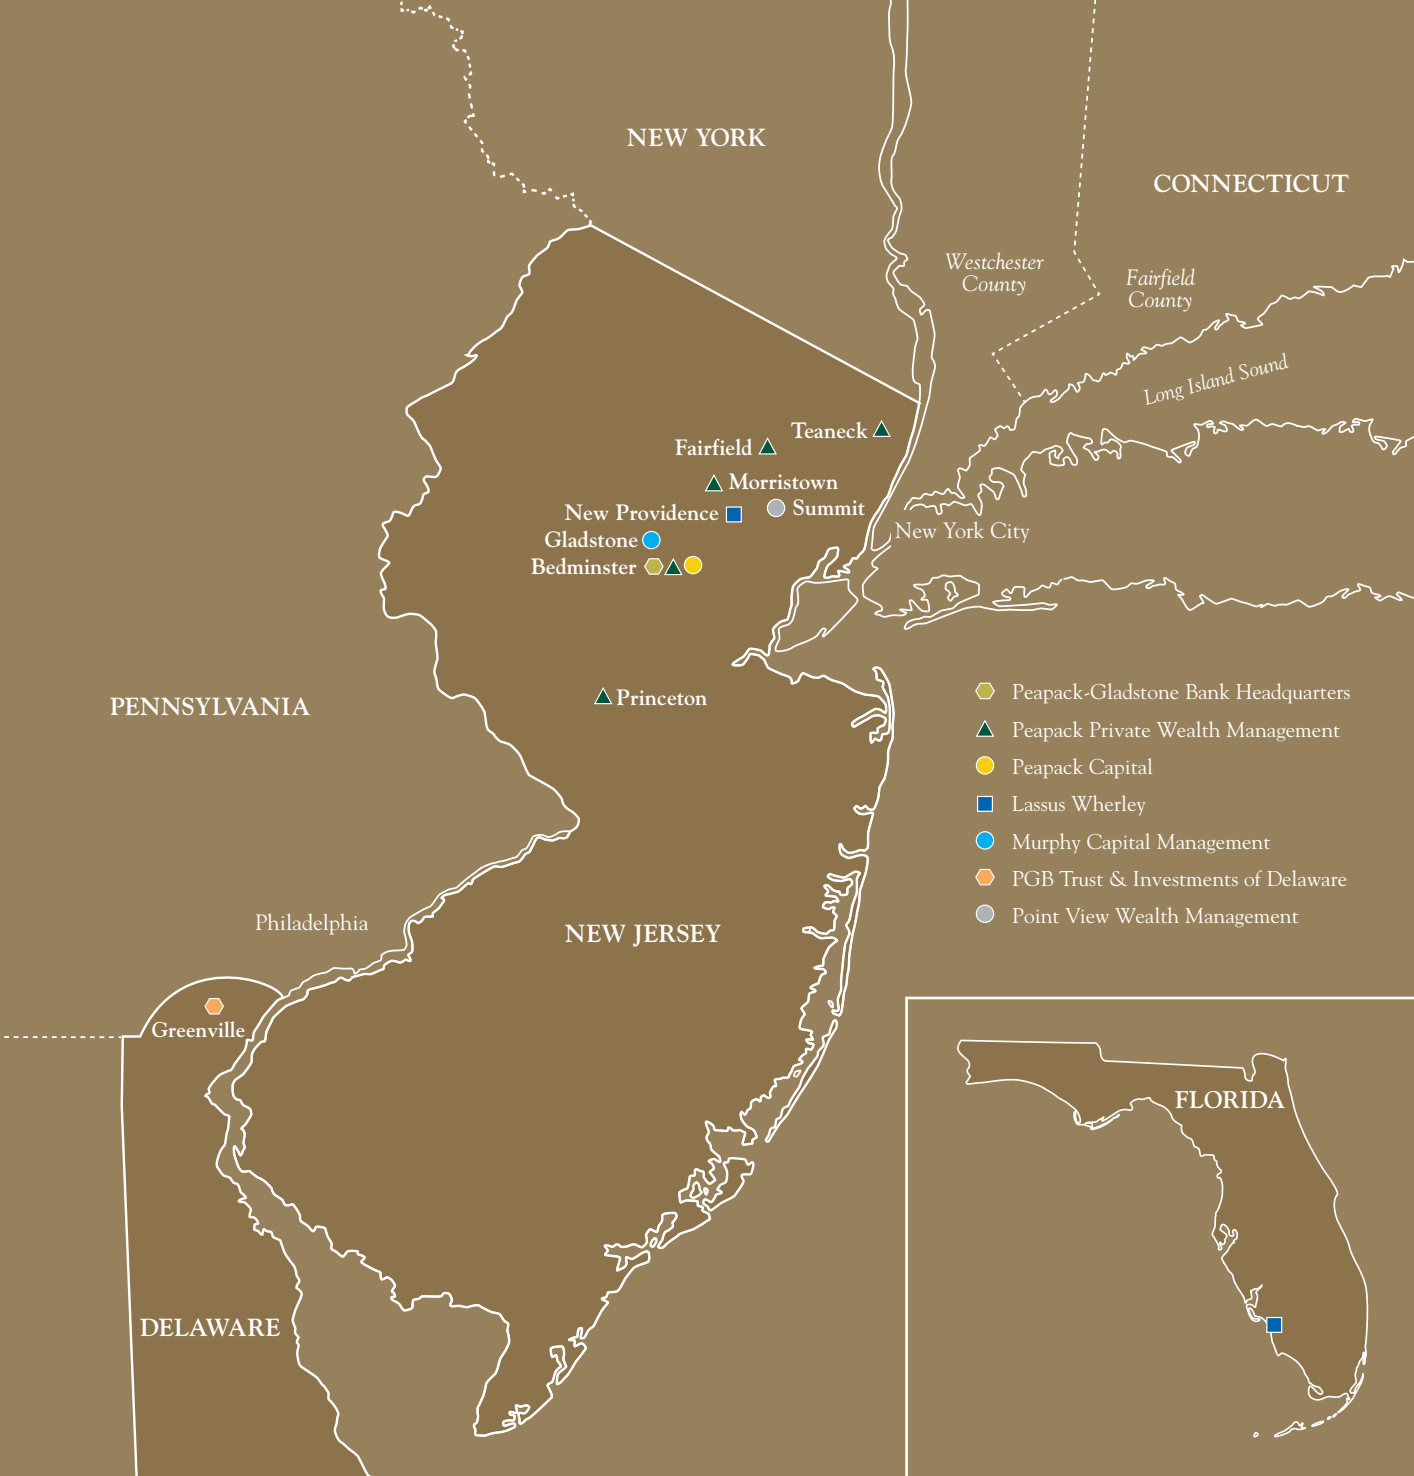 NEW YORK
CONNECTICUT
Westchester
County
Fairfield
County
Long Island Sound
Teaneck
Fairfield
Morristown
New Providence
Summit
New York City
Gladstone
Bedminster
Princeton
PENNSYLVANIA
Peapack-Gladstone Bank Headquarters
Peapack Private Wealth Management
Peapack Capital
Lassus Wherley
Murphy Capital Management
PGB Trust & Investments of Delaware
Point View Wealth Management
Philadelphia
NEW JERSEY
Greenville
FLORIDA
DELAWARE